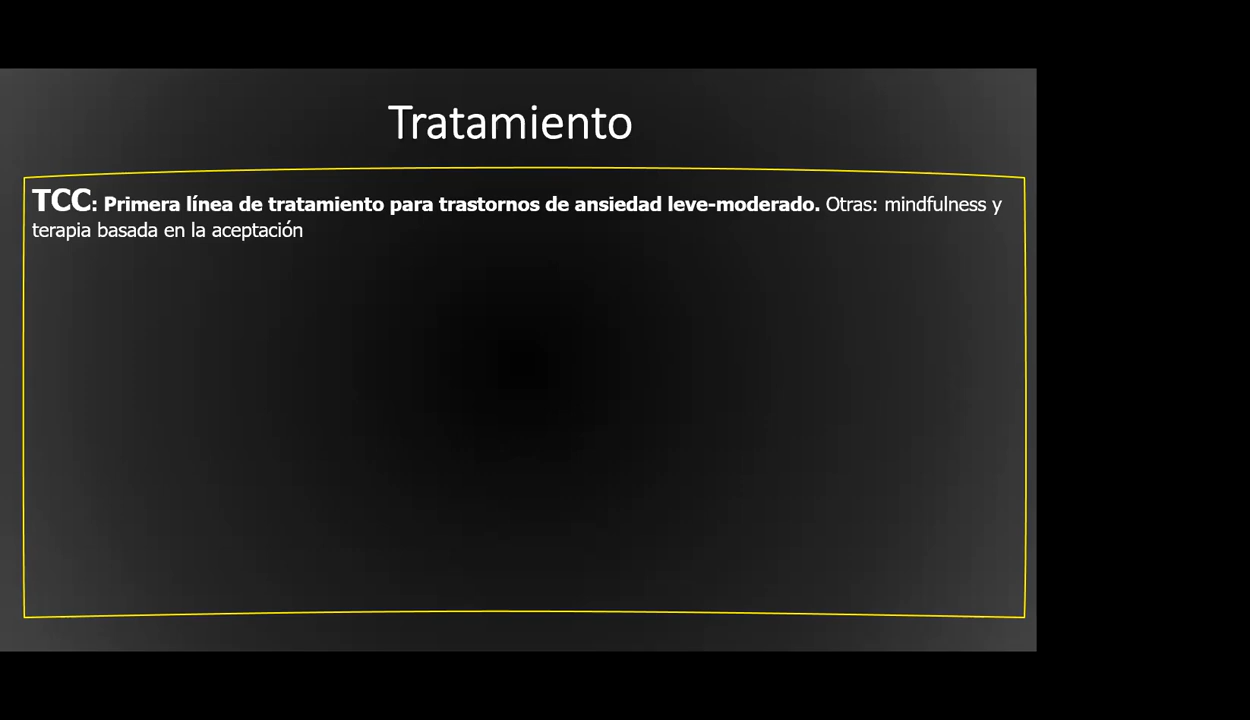 Tratamiento
TCC: Primera línea de tratamiento para trastornos de ansiedad leve-moderado. Otras: mindfulness y
terapia basada en la aceptación